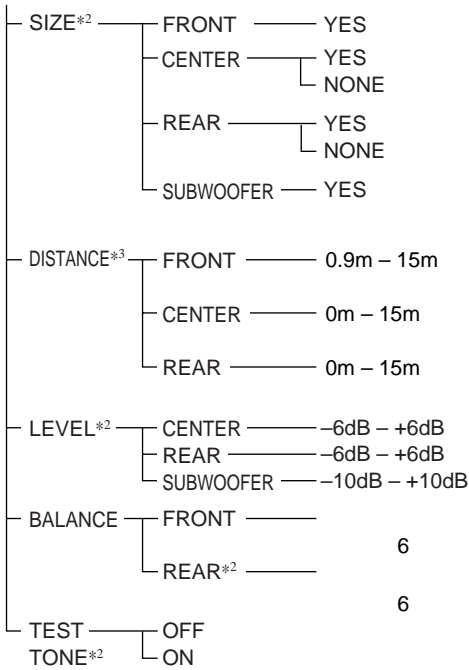 SIZE*2 FRONT YES
CENTER YES
NONE
REAR YES
NONE
SUBWOOFER YES
DISTANCE*3 FRONT 0.9m – 15m
CENTER 0m – 15m
REAR 0m – 15m
LEVEL*2 CENTER –6dB – +6dB
REAR –6dB – +6dB
SUBWOOFER –10dB – +10dB
BALANCE FRONT
6
REAR*2
6
TEST OFF
TONE*2 ON